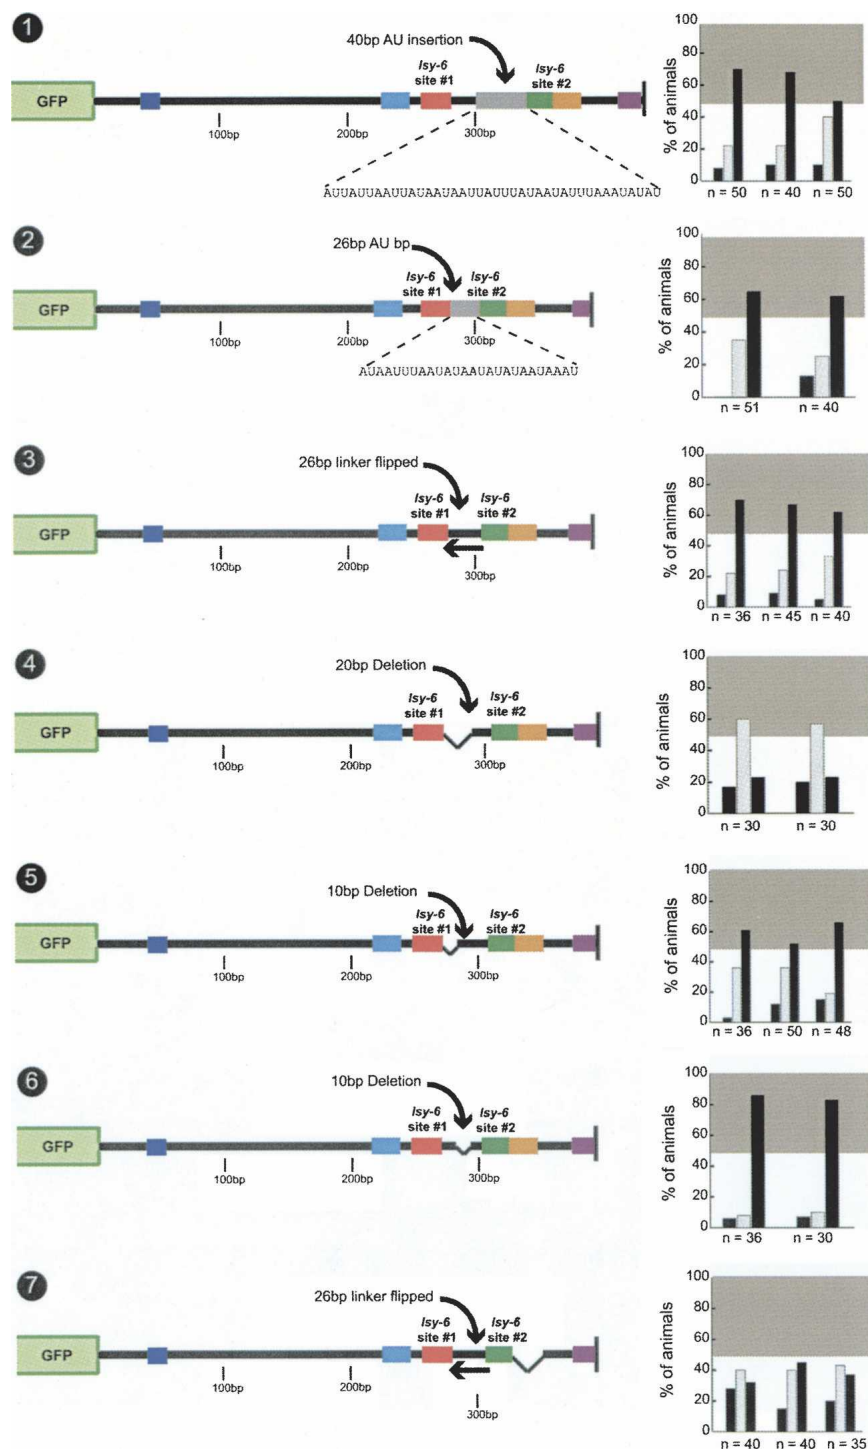 1
40bp AU insertion
lsy-6
site #1
lsy-6
site #2
GFP
100bp
200bp
300bp
AUUAUUAAUUAUAAUAAUUAUUUAUAAUAUUUAAAUAUAU
% of animals
100
80
60
40
20
0
n = 50
n = 40
n = 50
2
26bp AU bp
lsy-6
site #1
lsy-6
site #2
GFP
100bp
200bp
300bp
AUAAUUUAAUAUAAUAUAUAAUAAAU
% of animals
100
80
60
40
20
0
n = 51
n = 40
3
26bp linker flipped
lsy-6
site #1
lsy-6
site #2
GFP
100bp
200bp
300bp
% of animals
100
80
60
40
20
0
n = 36
n = 45
n = 40
4
20bp Deletion
lsy-6
site #1
lsy-6
site #2
GFP
100bp
200bp
300bp
% of animals
100
80
60
40
20
0
n = 30
n = 30
5
10bp Deletion
lsy-6
site #1
lsy-6
site #2
GFP
100bp
200bp
300bp
% of animals
100
80
60
40
20
0
n = 36
n = 50
n = 48
6
10bp Deletion
lsy-6
site #1
lsy-6
site #2
GFP
100bp
200bp
300bp
% of animals
100
80
60
40
20
0
n = 36
n = 30
7
26bp linker flipped
lsy-6
site #1
lsy-6
site #2
GFP
100bp
200bp
300bp
% of animals
100
80
60
40
20
0
n = 40
n = 40
n = 35